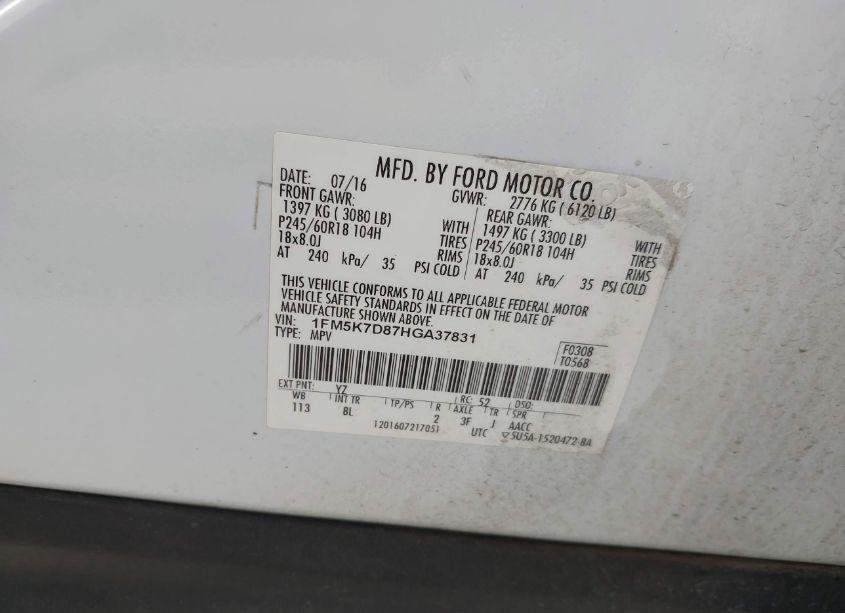 MFD. BY FORD MOTOR CO.
DATE: 07/16 GVWR: 2776 KG ( 6120 LB)
FRONT GAWR: REAR GAWR:
1397 KG ( 3080 LB) WITH 1497 KG ( 3300 LB) WITH
P245/60R18 104H TIRES P245/60R18 104H TIRES
18x8.0J RIMS 18x8.0J RIMS
AT 240 kPa/ 35 PSI COLD AT 240 kPa/ 35 PSI COLD
THIS VEHICLE CONFORMS TO ALL APPLICABLE FEDERAL MOTOR
VEHICLE SAFETY STANDARDS IN EFFECT ON THE DATE OF
MANUFACTURE SHOWN ABOVE.
VIN: 1FM5K7D87HGA37831
TYPE: MPV
F0308
T0568
EXT PNT: YZ RC: 52 DSO:
WB INT TR TP/PS R AXLE TR SPR
113 8L 2 3F J AACC
1201607217051 UTC 5U5A-1520472-BA